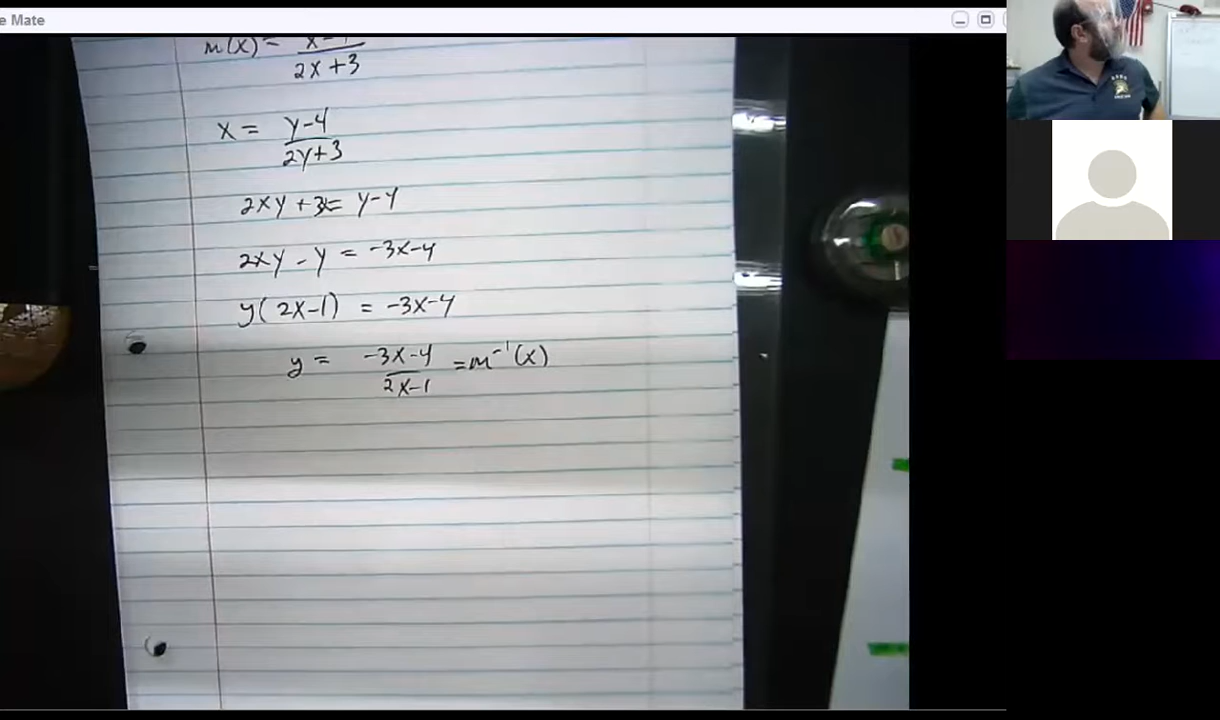 e Mate
m(x) = x-4 / 2x+3
x = y-4 / 2y+3
2xy + 3x = y-4
2xy - y = -3x-4
y(2x-1) = -3x-4
y = -3x-4 / 2x-1 = m⁻¹(x)